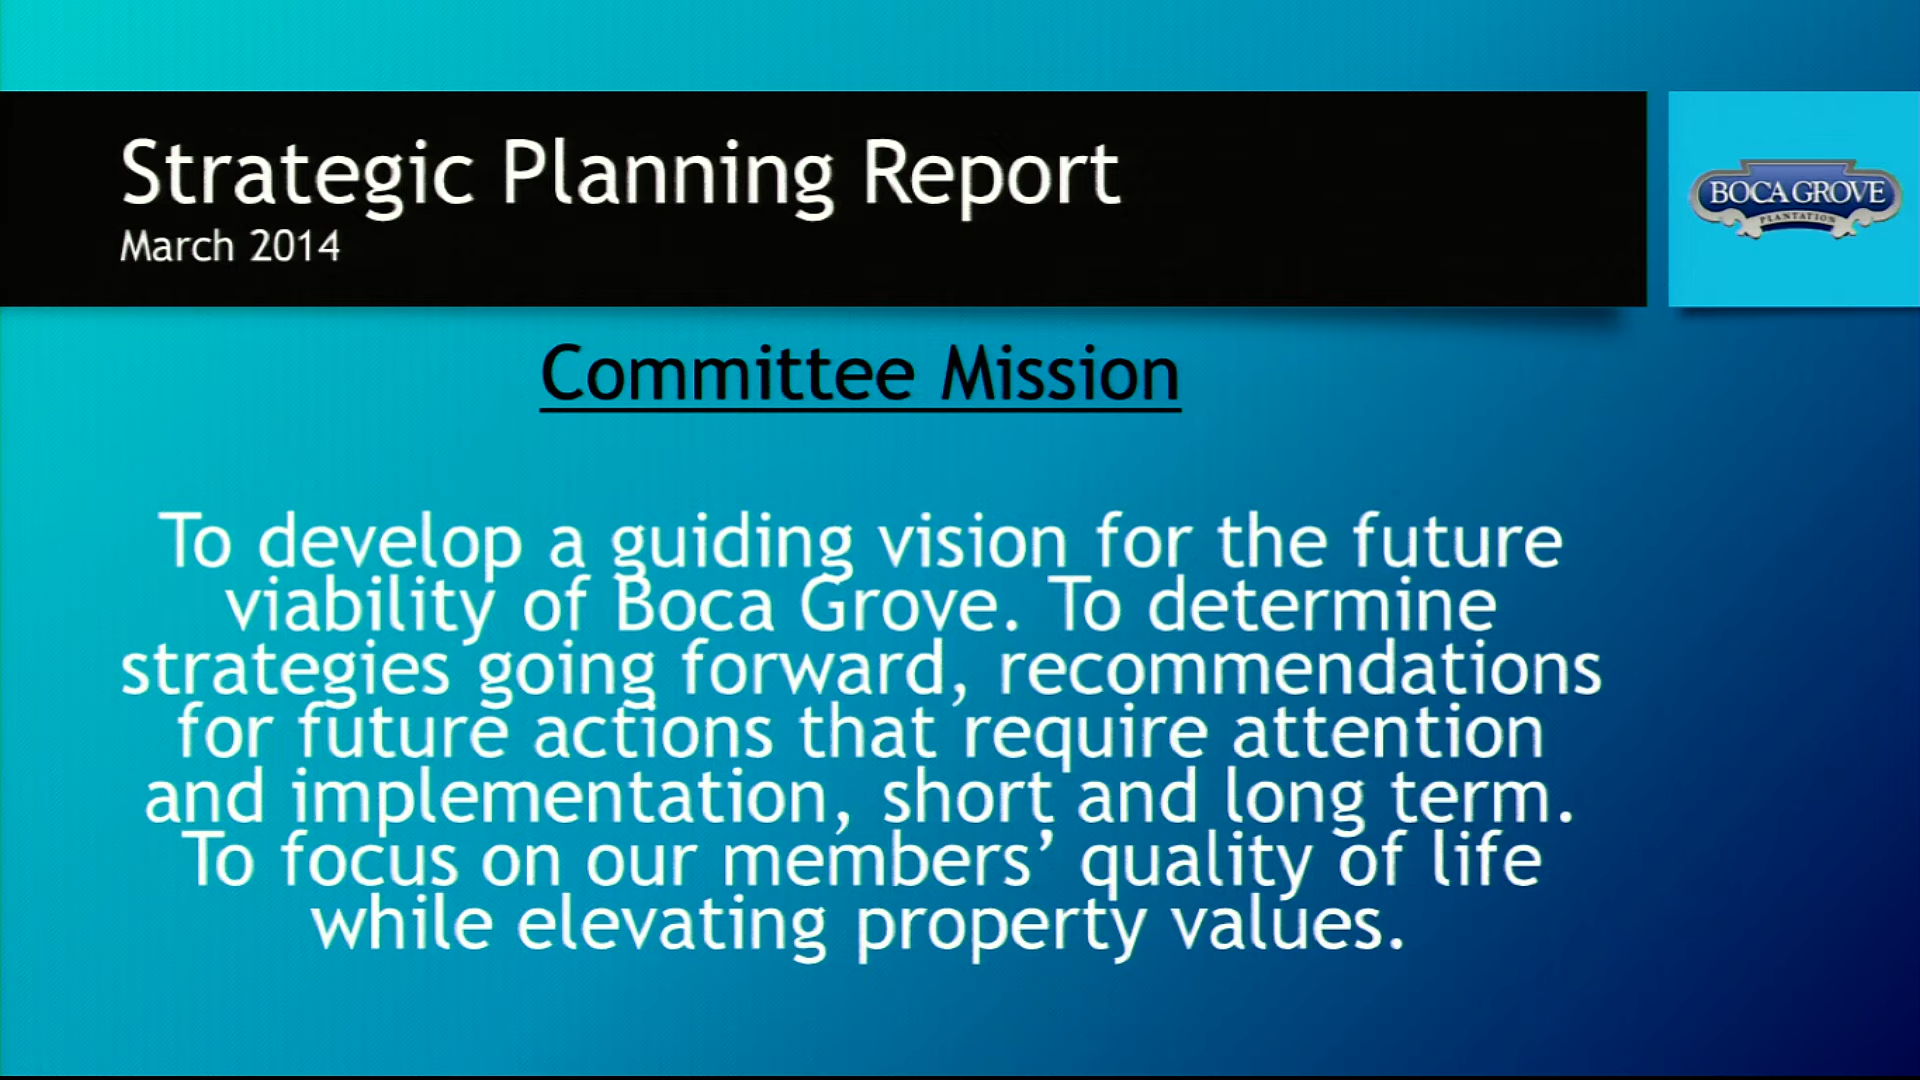 Strategic Planning Report
March 2014
BOCA GROVE
PLANTATION
Committee Mission
To develop a guiding vision for the future
viability of Boca Grove. To determine
strategies going forward, recommendations
for future actions that require attention
and implementation, short and long term.
To focus on our members’ quality of life
while elevating property values.